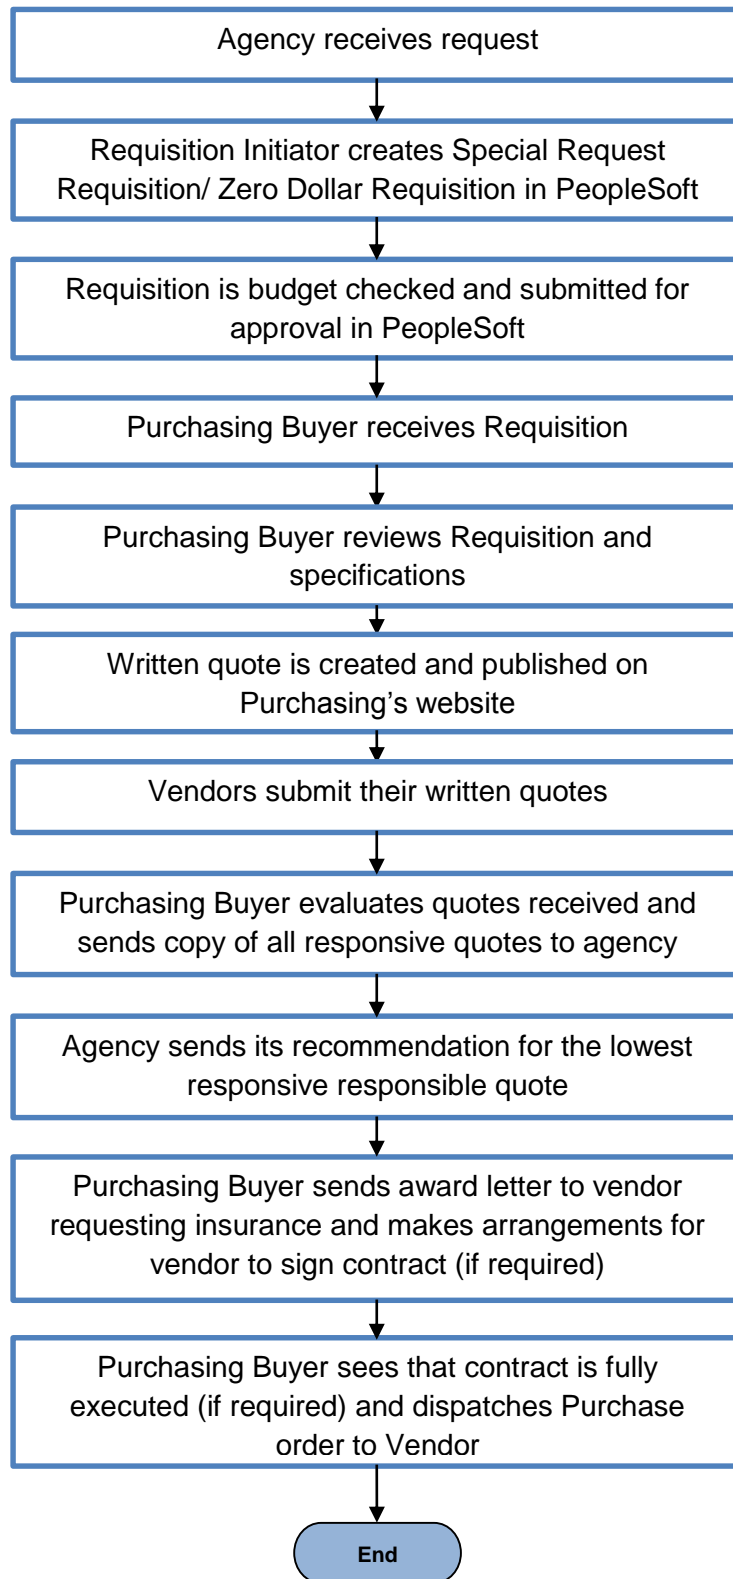 Agency receives request
Requisition Initiator creates Special Request
Requisition/ Zero Dollar Requisition in PeopleSoft
Requisition is budget checked and submitted for
approval in PeopleSoft
Purchasing Buyer receives Requisition
Purchasing Buyer reviews Requisition and
specifications
Written quote is created and published on
Purchasing’s website
Vendors submit their written quotes
Purchasing Buyer evaluates quotes received and
sends copy of all responsive quotes to agency
Agency sends its recommendation for the lowest
responsive responsible quote
Purchasing Buyer sends award letter to vendor
requesting insurance and makes arrangements for
vendor to sign contract (if required)
Purchasing Buyer sees that contract is fully
executed (if required) and dispatches Purchase
order to Vendor
End